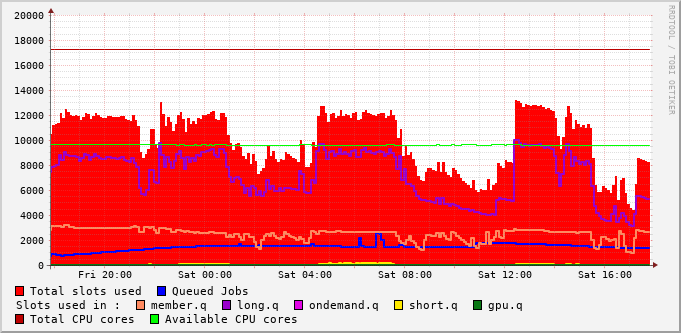 20000
18000
16000
14000
12000
10000
8000
6000
4000
2000
0
Fri 20:00 Sat 00:00 Sat 04:00 Sat 08:00 Sat 12:00 Sat 16:00
RRDTOOL / TOBI OETIKER
Total slots used Queued Jobs
Slots used in : member.q long.q ondemand.q short.q gpu.q
Total CPU cores Available CPU cores